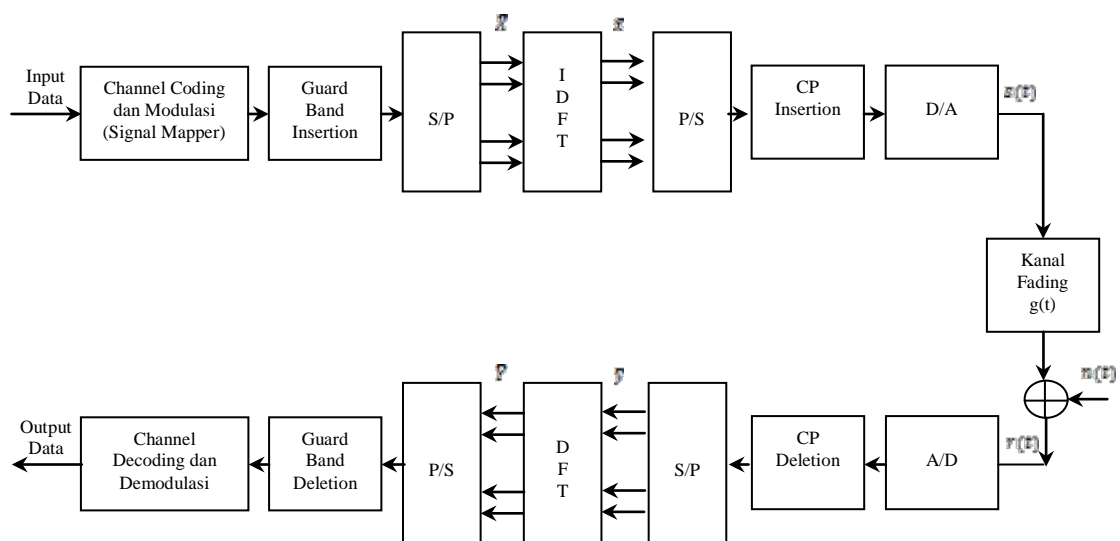 Input
Data
Channel Coding
dan Modulasi
(Signal Mapper)
Guard
Band
Insertion
S/P
I
D
F
T
P/S
CP
Insertion
D/A
s(t)
Kanal
Fading
g(t)
n(t)
r(t)
A/D
CP
Deletion
S/P
y
D
F
T
P/S
Guard
Band
Deletion
Channel
Decoding dan
Demodulasi
Output
Data